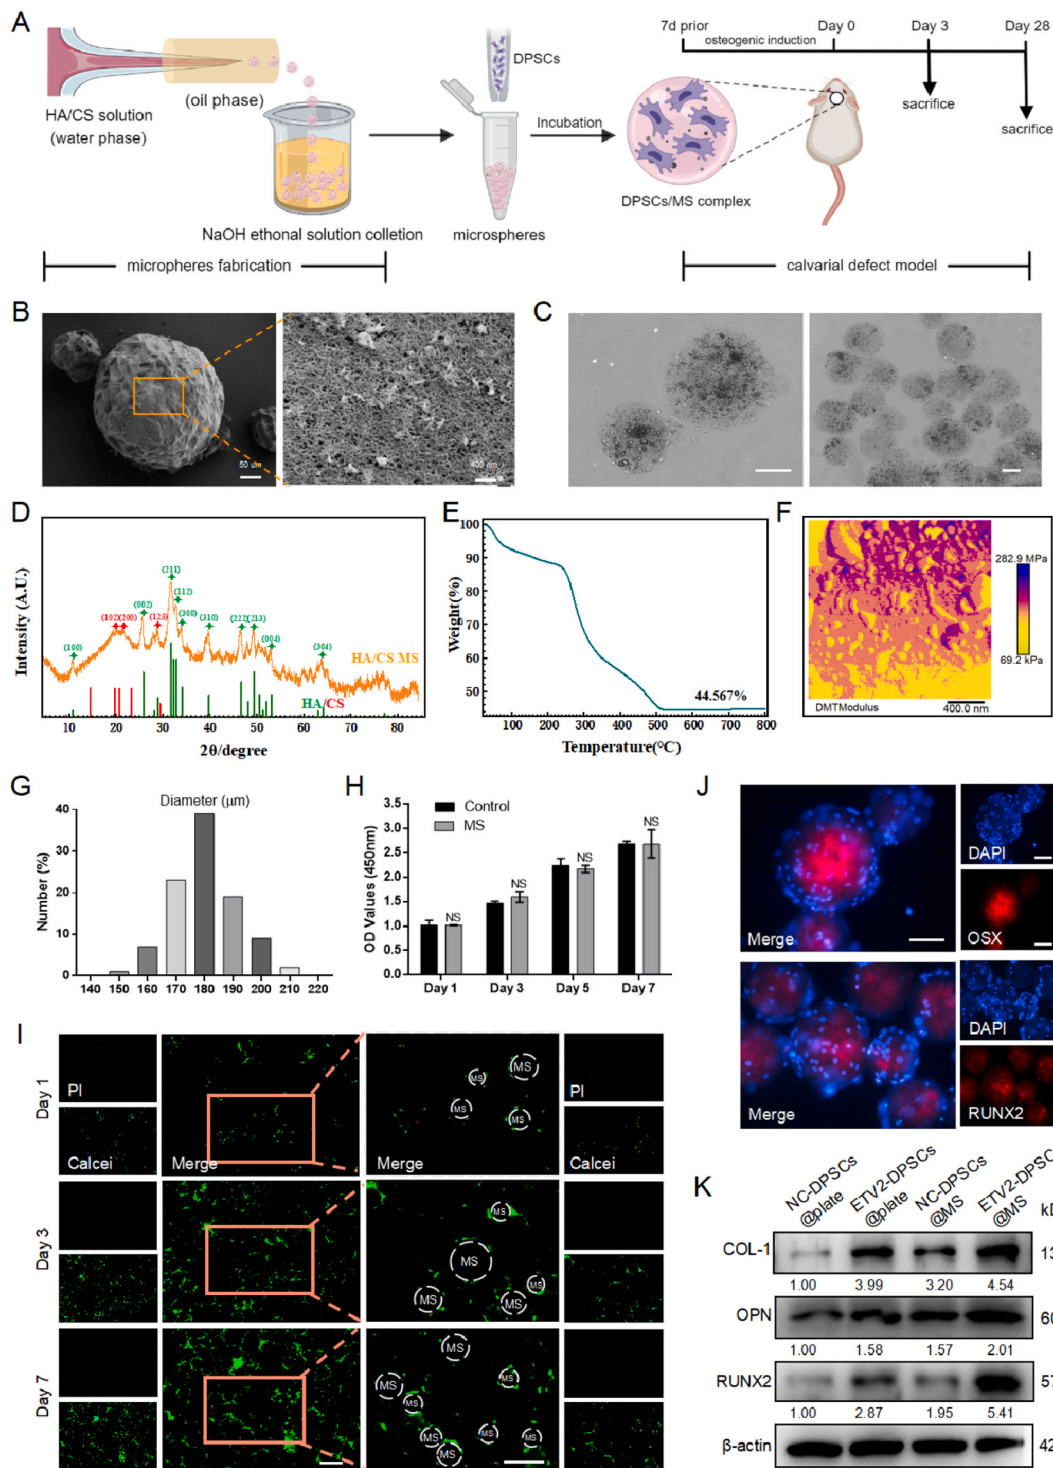 A
HA/CS solution
(water phase)
(oil phase)
NaOH ethonal solution colletion
DPSCs
microspheres
Incubation
DPSCs/MS complex
7d prior
osteogenic induction
Day 0
Day 3
Day 28
sacrifice
sacrifice
micropheres fabrication
calvarial defect model
B
50 um
400 nm
C
D
Intensity (A.U.)
(100)
(102)
(200)
(002)
(123)
(211)
(112)
(300)
(310)
(222)
(213)
(004)
(304)
HA/CS MS
HA/CS
10 20 30 40 50 60 70 80
2θ/degree
E
Weight(%)
100
90
80
70
60
50
44.567%
100 200 300 400 500 600 700 800
Temperature(°C)
F
282.9 MPa
69.2 kPa
DMTModulus
400.0 nm
G
Diameter (μm)
Number (%)
40
30
20
10
0
140 150 160 170 180 190 200 210 220
H
OD Values (450nm)
3.5
3.0
2.5
2.0
1.5
1.0
0.5
0.0
Control
MS
NS
NS
NS
NS
Day 1 Day 3 Day 5 Day 7
I
Day 1
PI
Calcei
Merge
Merge
PI
Calcei
MS
MS
MS
MS
Day 3
MS
MS
MS
MS
MS
Day 7
MS
MS
MS
MS
MS
MS
MS
MS
J
Merge
DAPI
OSX
Merge
DAPI
RUNX2
K
NC-DPSCs @plate
ETV2-DPSCs @plate
NC-DPSCs @MS
@MS
COL-1
1.00 3.99 3.20 4.54
OPN
60
1.00 1.58 1.57 2.01
RUNX2
57
1.00 2.87 1.95 5.41
β-actin
42